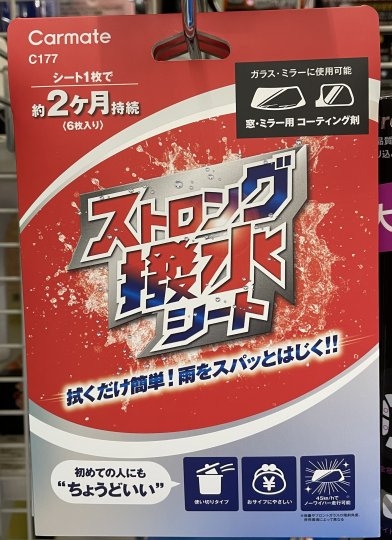 Carmate
C177
シート1枚で
約2ヶ月持続
(6枚入り)
ガラス・ミラーに使用可能
窓・ミラー用 コーティング剤
ストロング
撥水
シート
拭くだけ簡単！雨をスパッとはじく!!
初めての人にも
“ちょうどいい”
使い切りタイプ
おサイフにやさしい
45km/hで
ノーワイパー走行可能